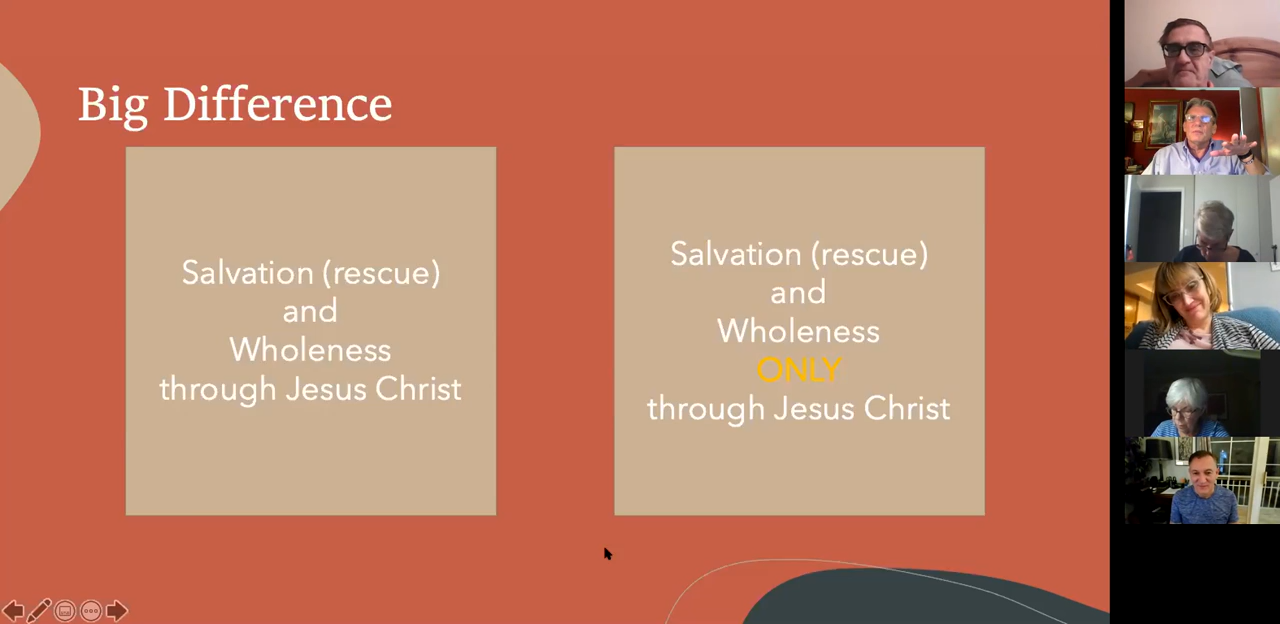 Big Difference
Salvation (rescue)
and
Wholeness
through Jesus Christ
Salvation (rescue)
and
Wholeness
ONLY
through Jesus Christ